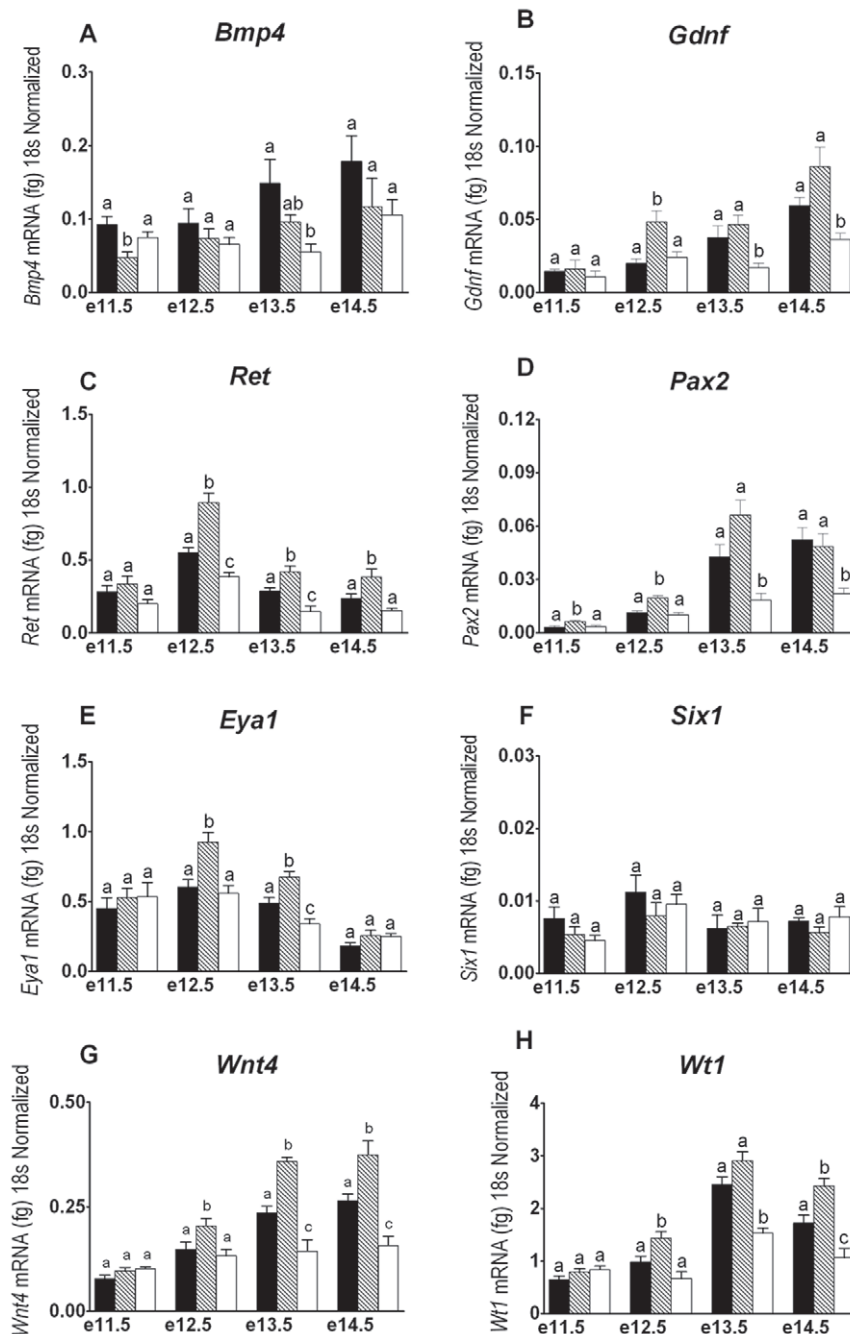 A
Bmp4
Bmp4 mRNA (fg) 18s Normalized
0.3
0.2
0.1
0.0
a b a
a a a
a ab b
a a a
e11.5 e12.5 e13.5 e14.5
B
Gdnf
Gdnf mRNA (fg) 18s Normalized
0.15
0.10
0.05
0.00
a a a
a b a
a a b
a a b
e11.5 e12.5 e13.5 e14.5
C
Ret
Ret mRNA (fg) 18s Normalized
1.5
1.0
0.5
0.0
a a a
a b c
a b c
a b a
e11.5 e12.5 e13.5 e14.5
D
Pax2
Pax2 mRNA (fg) 18s Normalized
0.12
0.09
0.06
0.03
0.00
a b a
a b a
a a b
a a b
e11.5 e12.5 e13.5 e14.5
E
Eya1
Eya1 mRNA (fg) 18s Normalized
1.5
1.0
0.5
0.0
a a a
a b a
a b c
a a a
e11.5 e12.5 e13.5 e14.5
F
Six1
Six1 mRNA (fg) 18s Normalized
0.03
0.02
0.01
0.00
a a a
a a a
a a a
a a a
e11.5 e12.5 e13.5 e14.5
G
Wnt4
Wnt4 mRNA (fg) 18s Normalized
0.50
0.25
0.00
a a a
a b a
a b c
a b c
e11.5 e12.5 e13.5 e14.5
H
Wt1
Wt1 mRNA (fg) 18s Normalized
4
3
2
1
0
a a a
a b a
a a b
a b c
e11.5 e12.5 e13.5 e14.5